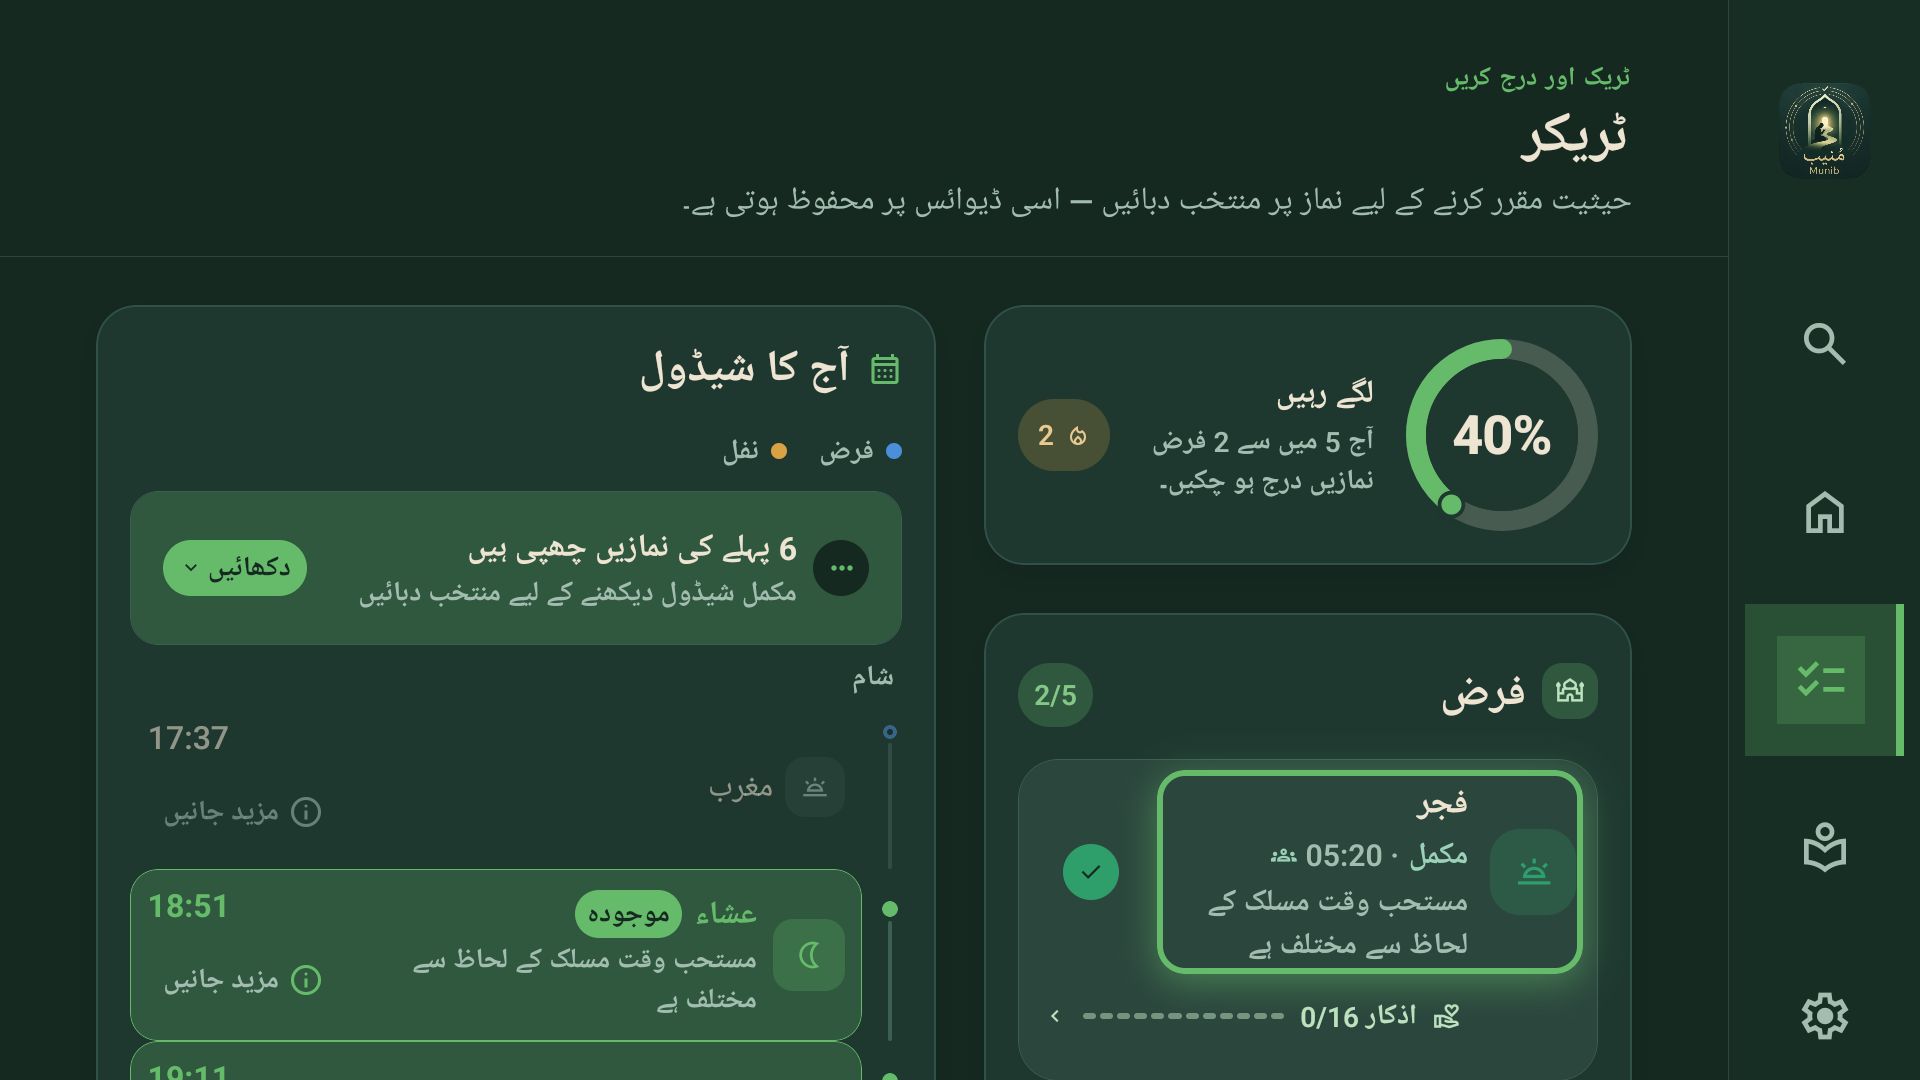 مُنیب
Munib
ٹریک اور درج کریں
ٹریکر
حیثیت مقرر کرنے کے لیے نماز پر منتخب دبائیں — اسی ڈیوائس پر محفوظ ہوتی ہے۔
40%
لگے رہیں
آج 5 میں سے 2 فرض
نمازیں درج ہو چکیں۔
2
فرض
2/5
فجر
مکمل · 05:20
مستحب وقت مسلک کے
لحاظ سے مختلف ہے
اذکار 0/16
آج کا شیڈول
فرض
نفل
6 پہلے کی نمازیں چھپی ہیں
مکمل شیڈول دیکھنے کے لیے منتخب دبائیں
دکھائیں
شام
17:37
مغرب
مزید جانیں
18:51
عشاء موجودہ
مستحب وقت مسلک کے لحاظ سے
مختلف ہے
مزید جانیں
19:11